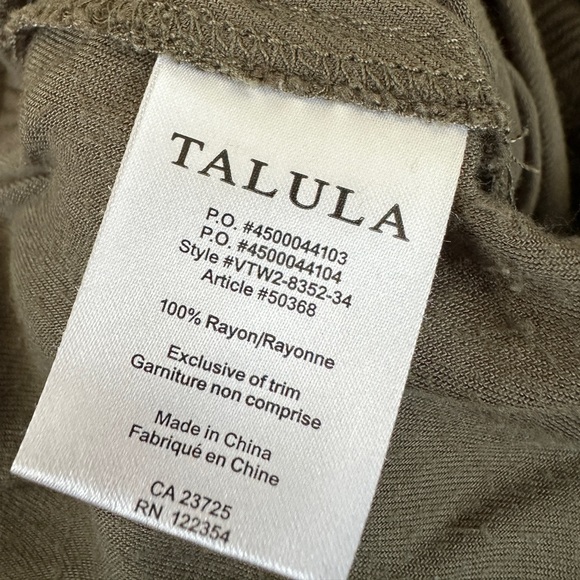 TALULA
P.O. #4500044103
P.O. #4500044104
Style #VTW2-8352-34
Article #50368
100% Rayon/Rayonne
Exclusive of trim
Garniture non comprise
Made in China
Fabriqué en Chine
CA 23725
RN 122354